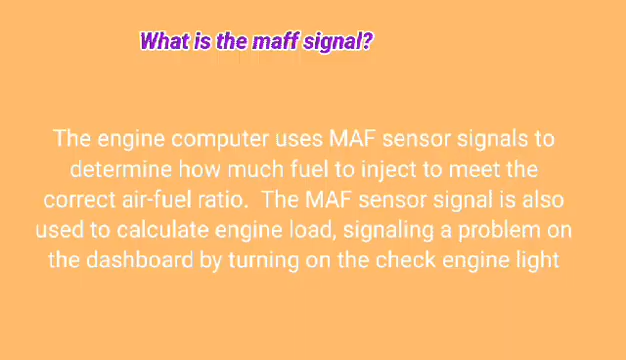 What is the maff signal?
The engine computer uses MAF sensor signals to
determine how much fuel to inject to meet the
correct air-fuel ratio.  The MAF sensor signal is also
used to calculate engine load, signaling a problem on
the dashboard by turning on the check engine light